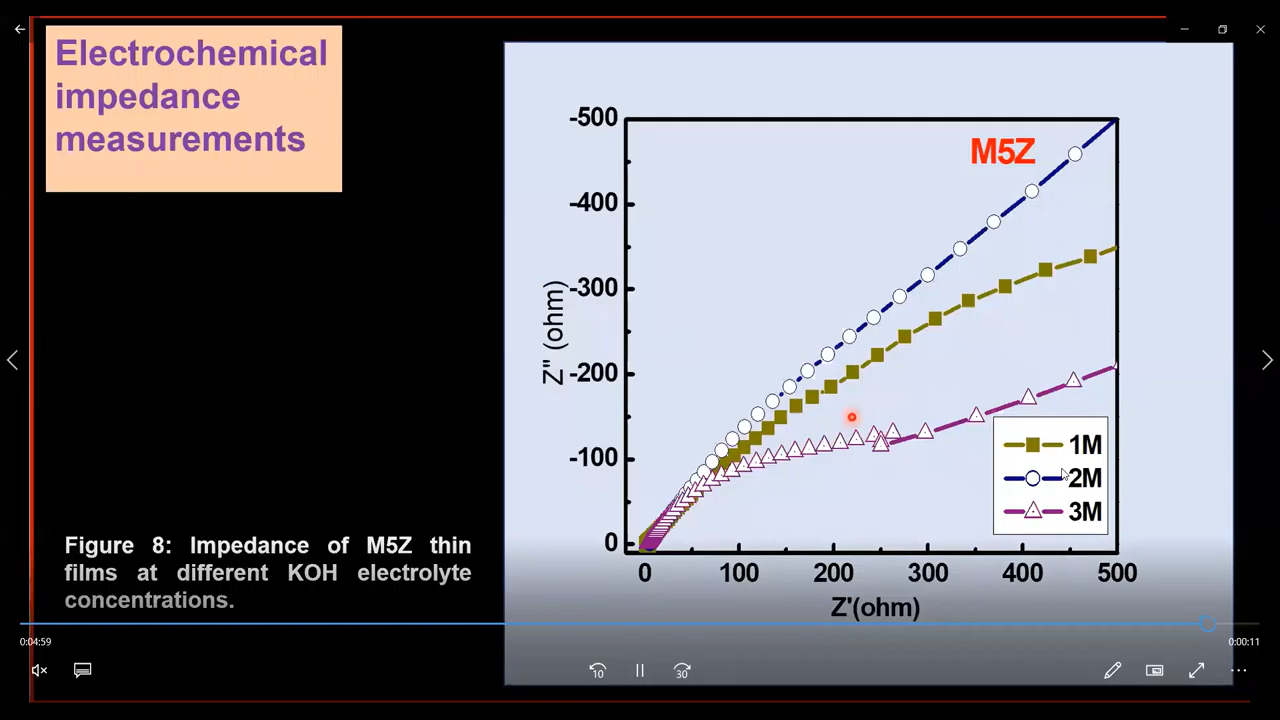 Electrochemical
impedance
measurements
M5Z
-500
-400
-300
-200
-100
0
Z" (ohm)
0 100 200 300 400 500
Z'(ohm)
1M
2M
3M
Figure 8: Impedance of M5Z thin
films at different KOH electrolyte
concentrations.
0:04:59
0:00:11
10
30